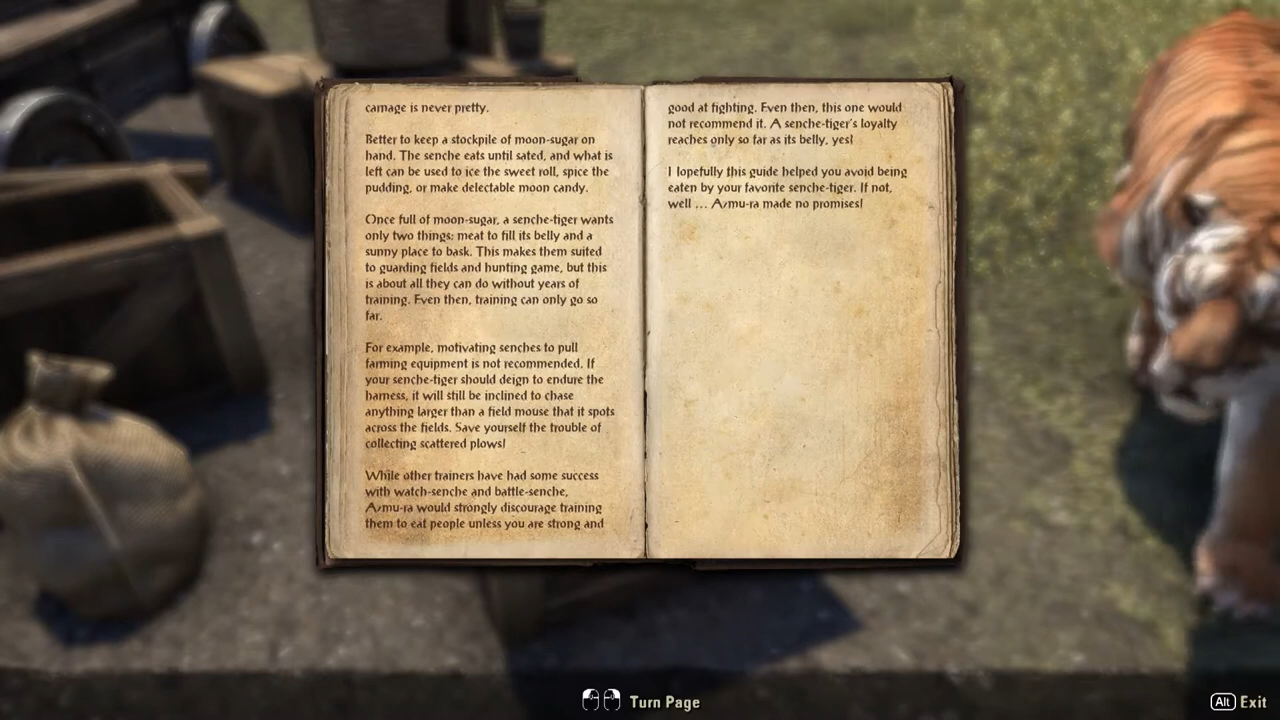 carnage is never pretty.
Better to keep a stockpile of moon-sugar on
hand. The senche eats until sated, and what is
left can be used to ice the sweet roll, spice the
pudding, or make delectable moon candy.
Once full of moon-sugar, a senche-tiger wants
only two things: meat to fill its belly and a
sunny place to bask. This makes them suited
to guarding fields and hunting game, but this
is about all they can do without years of
training. Even then, training can only go so
far.
For example, motivating senches to pull
farming equipment is not recommended. If
your senche-tiger should deign to endure the
harness, it will still be inclined to chase
anything larger than a field mouse that it spots
across the fields. Save yourself the trouble of
collecting scattered plows!
While other trainers have had some success
with watch-senche and battle-senche,
Azmu-ra would strongly discourage training
them to eat people unless you are strong and
good at fighting. Even then, this one would
not recommend it. A senche-tiger's loyalty
reaches only so far as its belly, yes!
Hopefully this guide helped you avoid being
eaten by your favorite senche-tiger. If not,
well ... Azmu-ra made no promises!
Turn Page
Alt Exit